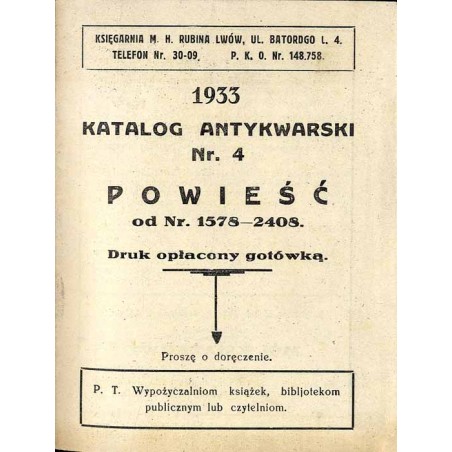 KSIĘGARNIA M. H. RUBINA LWÓW, UL. BATORDGO L. 4.
TELEFON Nr. 30-09. P. K. O. Nr. 148.758.
1933
KATALOG ANTYKWARSKI
Nr. 4
POWIEŚĆ
od Nr. 1578—2408.
Druk opłacony gotówką.
Proszę o doręczenie.
P. T. Wypożyczalniom książek, bibljotekom
publicznym lub czytelniom.